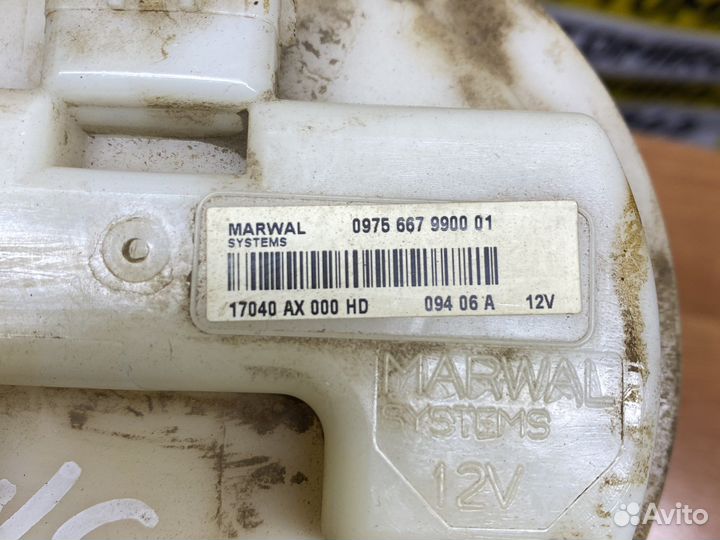 MARWAL 0975 667 9900 01
SYSTEMS
17040 AX 000 HD 094 06 A 12V
MARWAL
SYSTEMS
12V
Avito